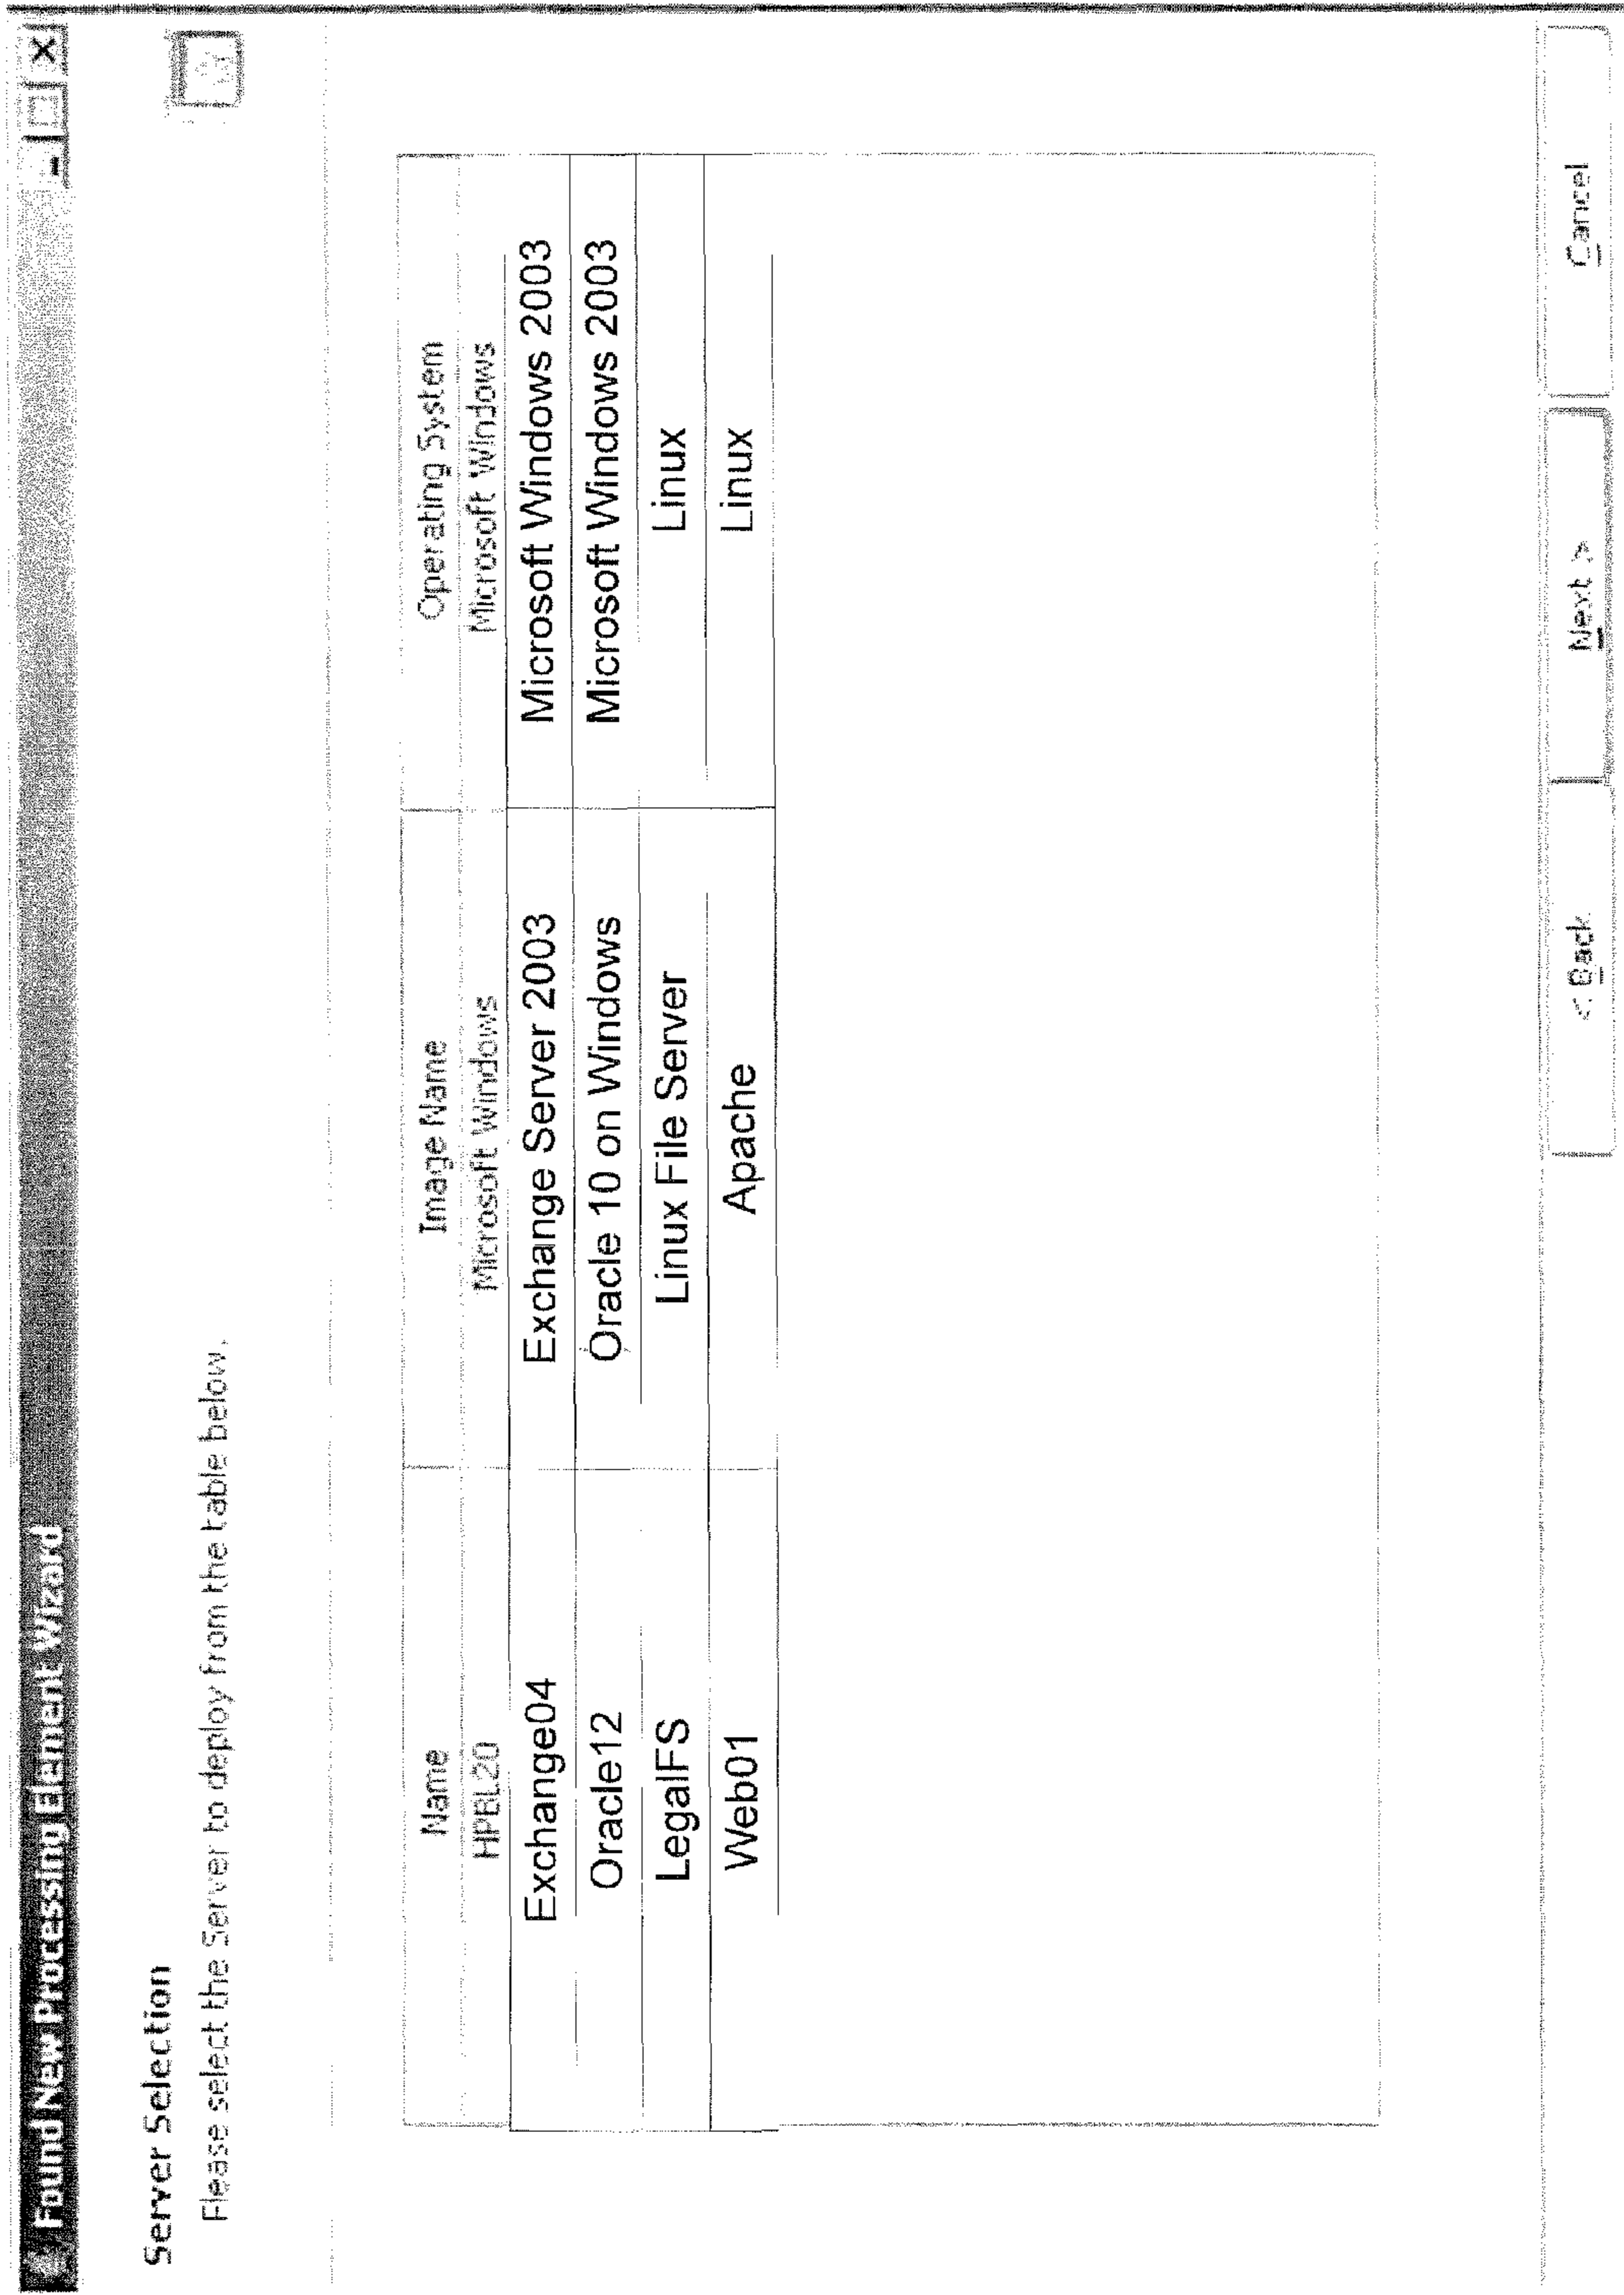 Found New Processing Element Wizard
Server Selection
Please select the Server to deploy from the table below.
Name Image Name Operating System
HPBL20 Microsoft Windows Microsoft Windows
Exchange04 Exchange Server 2003 Microsoft Windows 2003
Oracle12 Oracle 10 on Windows Microsoft Windows 2003
LegalFS Linux File Server Linux
Web01 Apache Linux
< Back Next > Cancel